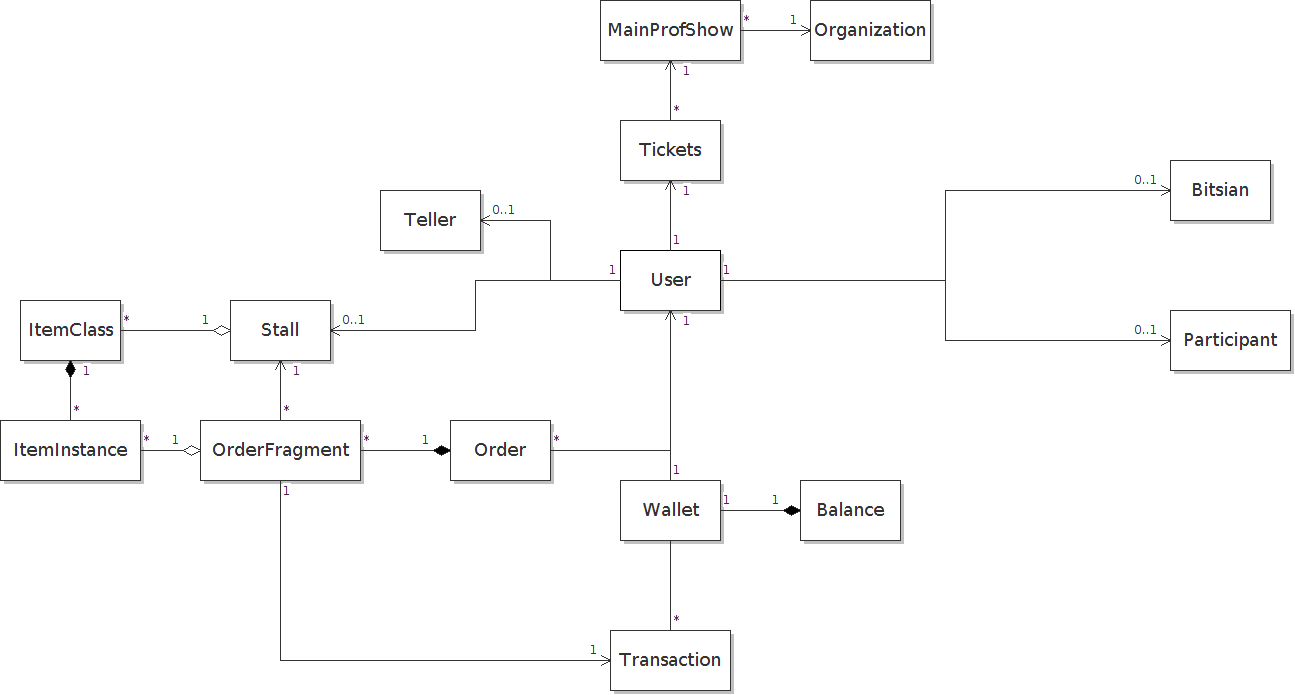 MainProfShow
* 1
Organization
1
*
Tickets
1
1
Teller
0..1
0..1
Bitsian
1
User
1
ItemClass
*
1
Stall
0..1
1
0..1
Participant
1
1
*
*
ItemInstance
*
1
OrderFragment
*
1
Order
*
1
1
Wallet
1
1
Balance
*
1
Transaction